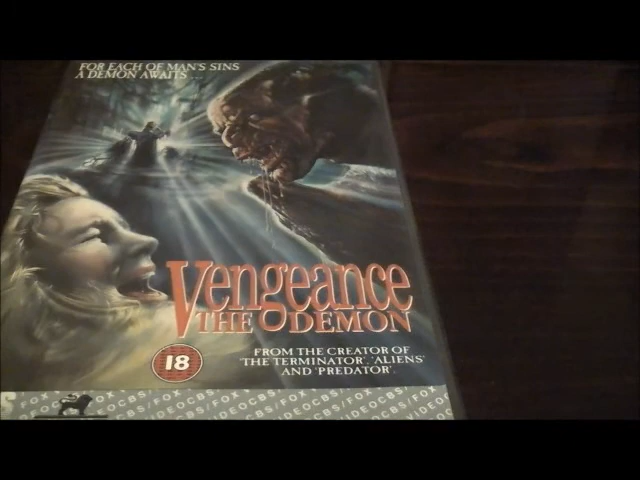 FOR EACH OF MAN'S SINS
A DEMON AWAITS ...
Vengeance
THE DEMON
18
FROM THE CREATOR OF
'THE TERMINATOR', 'ALIENS'
AND 'PREDATOR'.
S/FOX VIDEO CBS/FOX VIDEO CBS/FOX